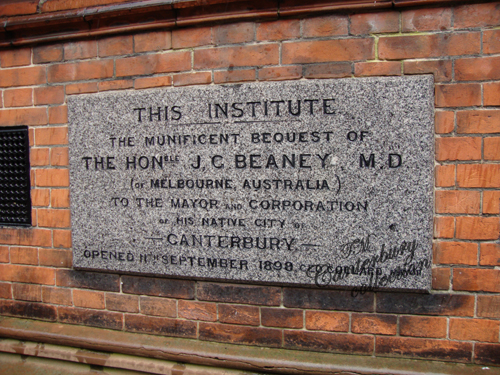 THIS INSTITUTE
THE MUNIFICENT BEQUEST OF
THE HONBLE J. G. BEANEY, M.D.
(OF MELBOURNE, AUSTRALIA)
TO THE MAYOR AND CORPORATION
OF HIS NATIVE CITY OF
—CANTERBURY—
OPENED 11TH SEPTEMBER 1899.
Canterbury